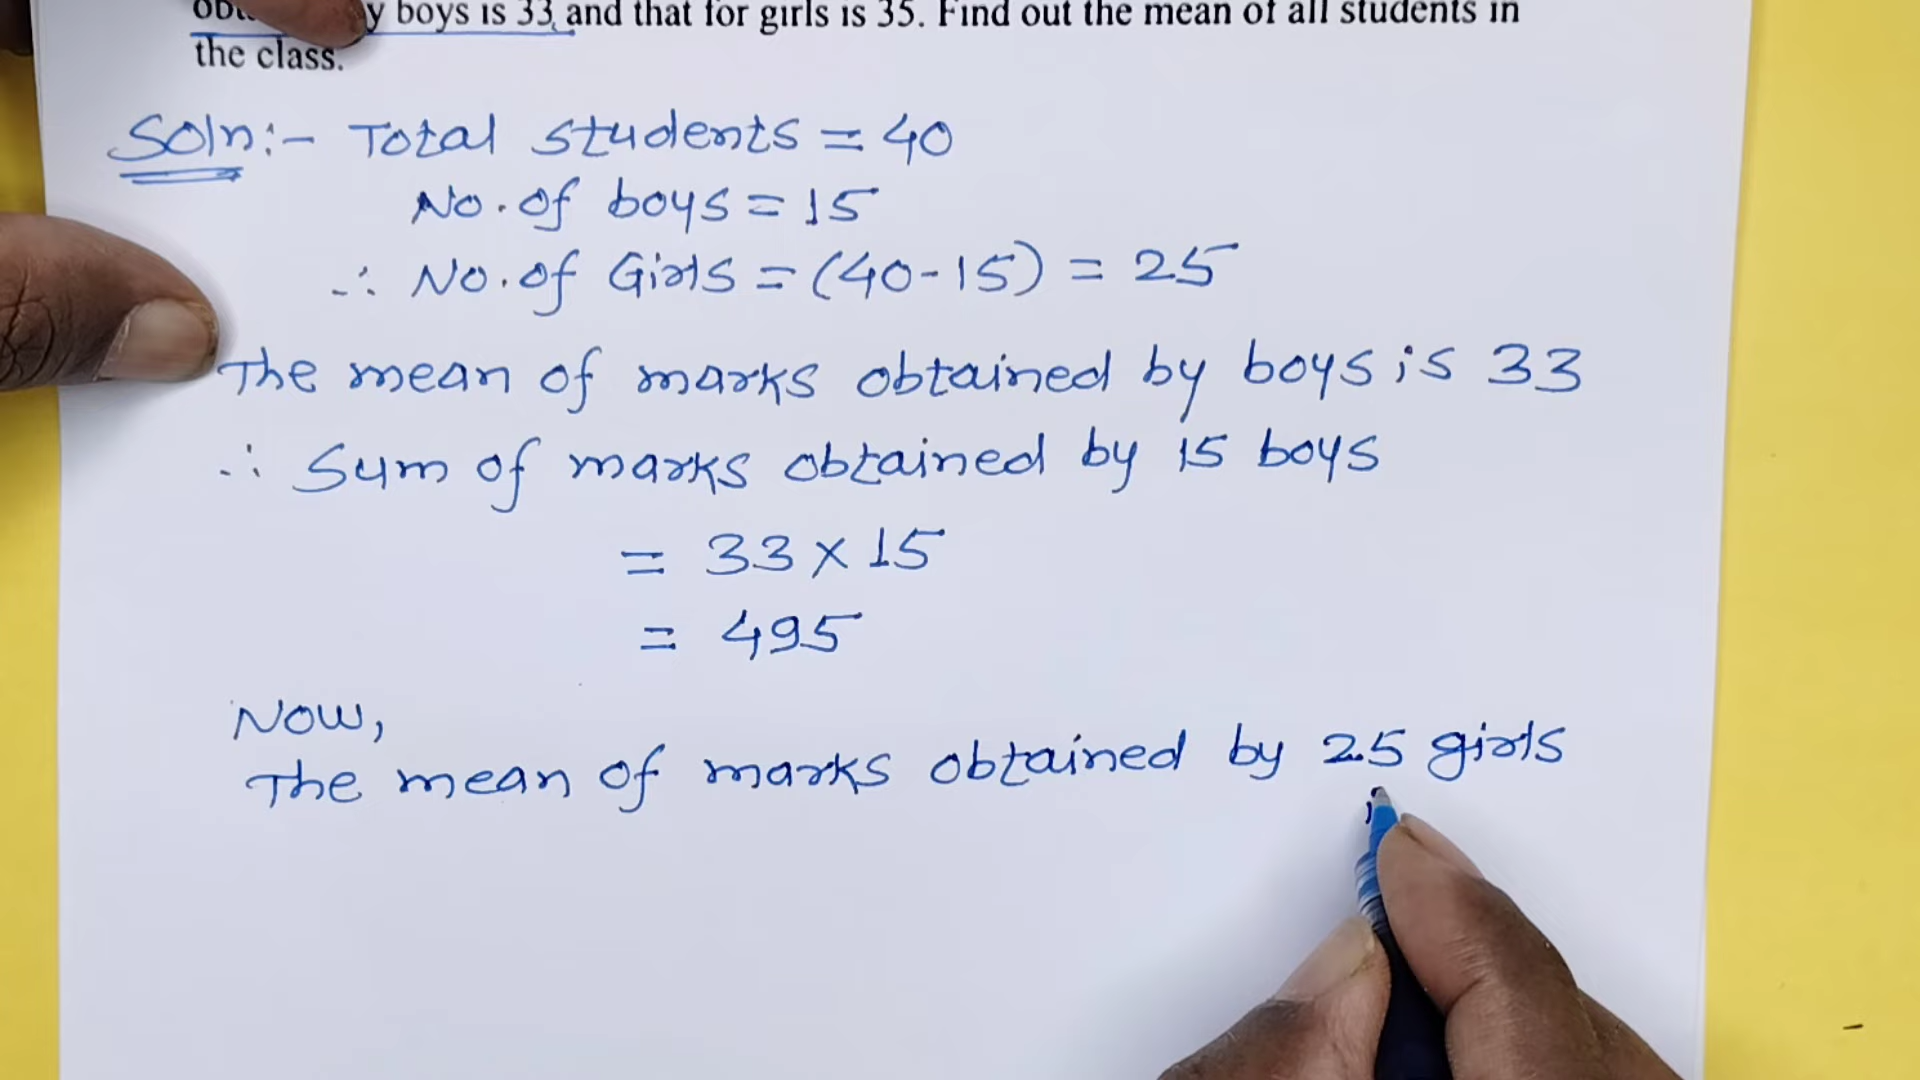 y boys is 33, and that for girls is 35. Find out the mean of all students in
the class.
Soln:- Total students = 40
No. of boys = 15
∴ No. of Girls = (40-15) = 25
The mean of marks obtained by boys is 33
∴ Sum of marks obtained by 15 boys
= 33 × 15
= 495
Now,
The mean of marks obtained by 25 girls